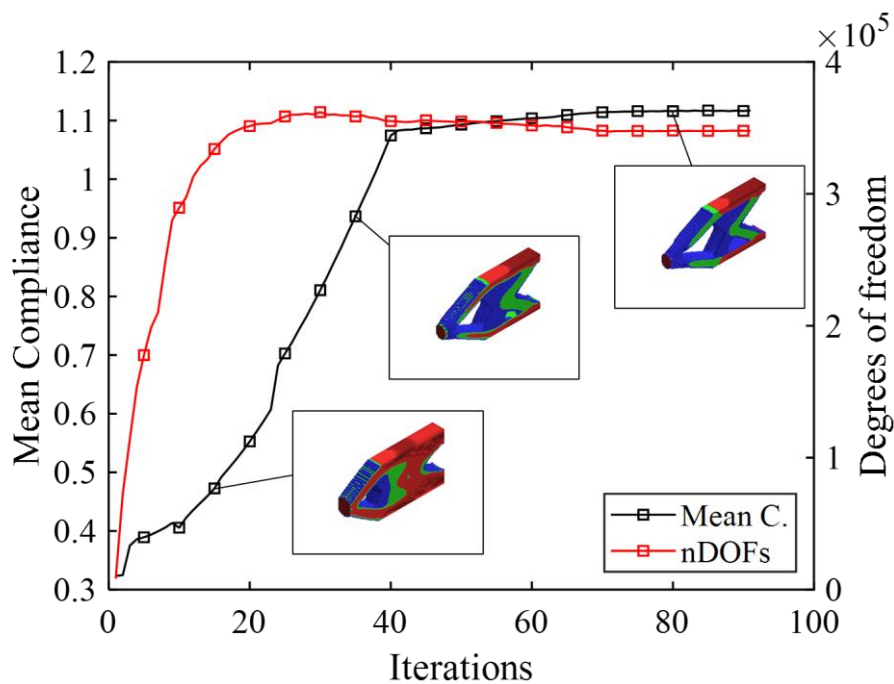 ×10⁵
1.2
1.1
1
0.9
0.8
0.7
0.6
0.5
0.4
0.3
Mean Compliance
4
3
2
1
0
Degrees of freedom
Mean C.
nDOFs
0 20 40 60 80 100
Iterations